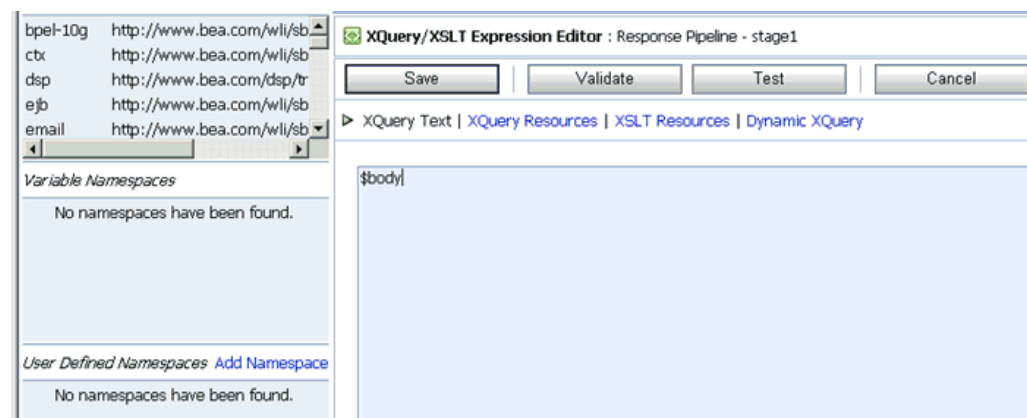 bpel-10g http://www.bea.com/wli/sb
ctx http://www.bea.com/wli/sb
dsp http://www.bea.com/dsp/tr
ejb http://www.bea.com/wli/sb
email http://www.bea.com/wli/sb
Variable Namespaces
No namespaces have been found.
User Defined Namespaces Add Namespace
No namespaces have been found.
XQuery/XSLT Expression Editor : Response Pipeline - stage1
Save Validate Test Cancel
XQuery Text | XQuery Resources | XSLT Resources | Dynamic XQuery
$body